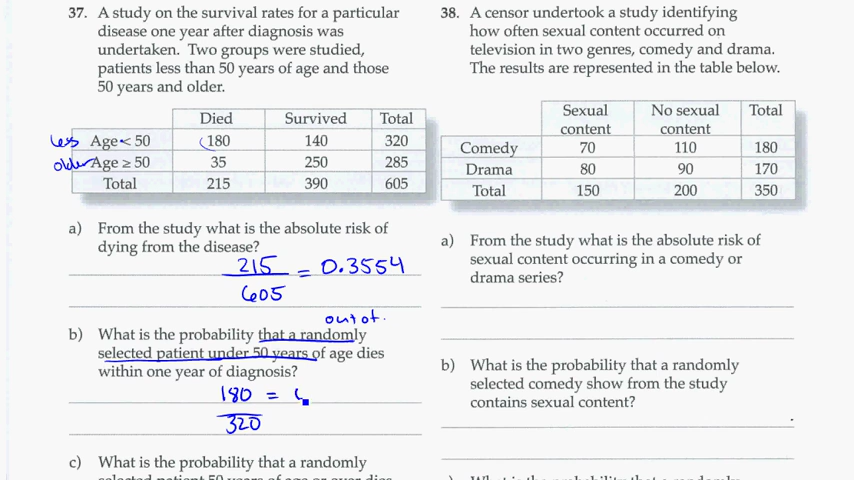 37. A study on the survival rates for a particular
disease one year after diagnosis was
undertaken. Two groups were studied,
patients less than 50 years of age and those
50 years and older.
Died Survived Total
less Age < 50 180 140 320
older Age ≥ 50 35 250 285
Total 215 390 605
a) From the study what is the absolute risk of
dying from the disease?
215
= 0.3554
605
out of.
b) What is the probability that a randomly
selected patient under 50 years of age dies
within one year of diagnosis?
180 =
320
c) What is the probability that a randomly
38. A censor undertook a study identifying
how often sexual content occurred on
television in two genres, comedy and drama.
The results are represented in the table below.
Sexual No sexual Total
content content
Comedy 70 110 180
Drama 80 90 170
Total 150 200 350
a) From the study what is the absolute risk of
sexual content occurring in a comedy or
drama series?
b) What is the probability that a randomly
selected comedy show from the study
contains sexual content?